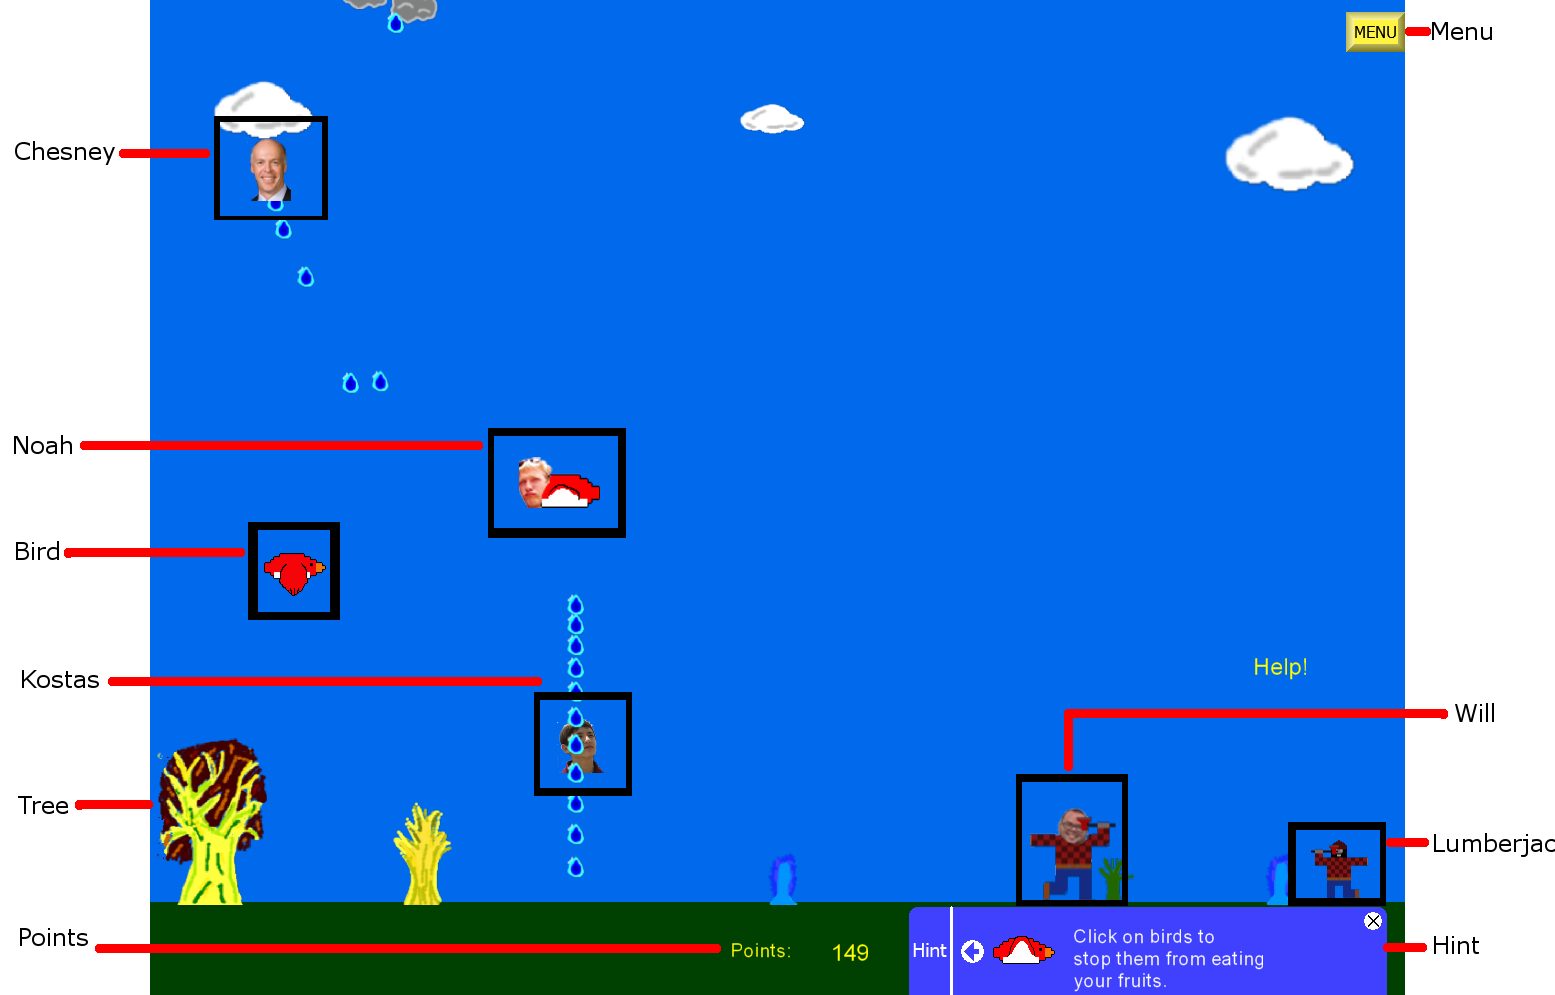 MENU
Menu
Chesney
Noah
Bird
Kostas
Help!
Will
Tree
Lumberjac
Points
Points: 149
Hint
Click on birds to
stop them from eating
your fruits.
Hint